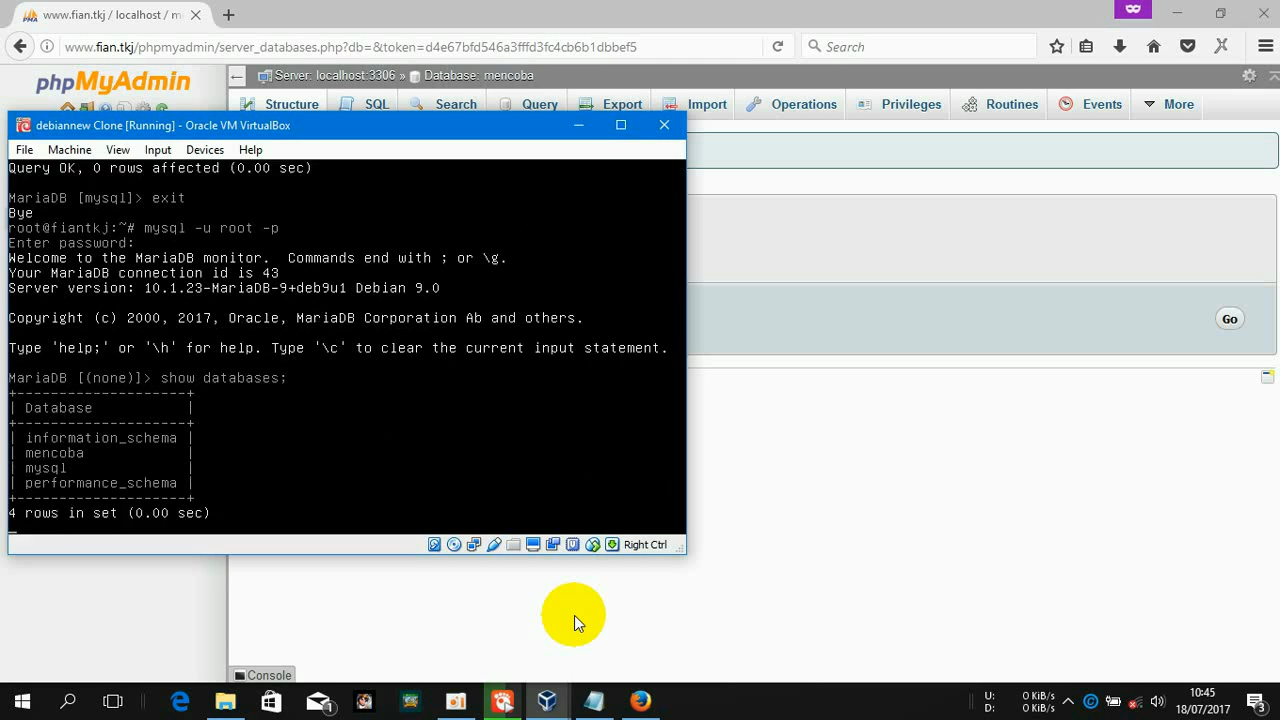 www.fian.tkj / localhost / m
www.fian.tkj/phpmyadmin/server_databases.php?db=&token=d4e67bfd546a3fffd3fc4cb6b1dbbef5
Search
phpMyAdmin
Server: localhost:3306 » Database: mencoba
Structure SQL Search Query Export Import Operations Privileges Routines Events More
debiannew Clone [Running] - Oracle VM VirtualBox
File Machine View Input Devices Help
Query OK, 0 rows affected (0.00 sec)
MariaDB [mysql]> exit
Bye
root@fiantkj:~# mysql -u root -p
Enter password:
Welcome to the MariaDB monitor.  Commands end with ; or \g.
Your MariaDB connection id is 43
Server version: 10.1.23-MariaDB-9+deb9u1 Debian 9.0
Copyright (c) 2000, 2017, Oracle, MariaDB Corporation Ab and others.
Type 'help;' or '\h' for help. Type '\c' to clear the current input statement.
MariaDB [(none)]> show databases;
+--------------------+
| Database           |
+--------------------+
| information_schema |
| mencoba            |
| mysql              |
| performance_schema |
+--------------------+
4 rows in set (0.00 sec)
Right Ctrl
Go
Console
U: 0 KiB/s
D: 0 KiB/s
10:45
18/07/2017
1
3